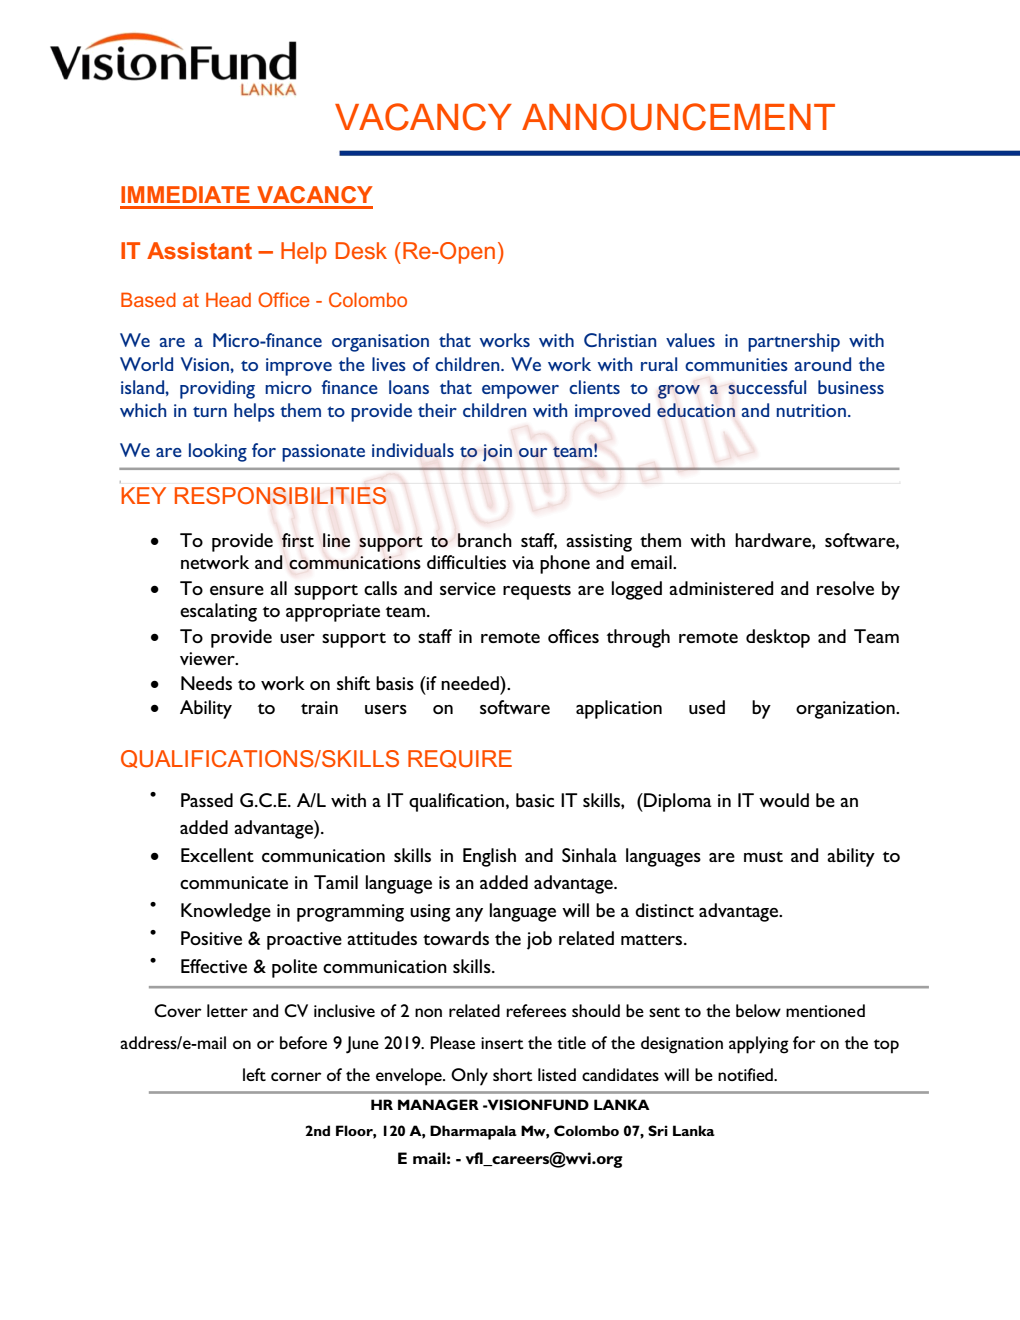 VisionFund
LANKA
VACANCY ANNOUNCEMENT
IMMEDIATE VACANCY
IT Assistant – Help Desk (Re-Open)
Based at Head Office - Colombo
We are a Micro-finance organisation that works with Christian values in partnership with
World Vision, to improve the lives of children. We work with rural communities around the
island, providing micro finance loans that empower clients to grow a successful business
which in turn helps them to provide their children with improved education and nutrition.
We are looking for passionate individuals to join our team!
topjobs.lk
KEY RESPONSIBILITIES
• To provide first line support to branch staff, assisting them with hardware, software,
network and communications difficulties via phone and email.
• To ensure all support calls and service requests are logged administered and resolve by
escalating to appropriate team.
• To provide user support to staff in remote offices through remote desktop and Team
viewer.
• Needs to work on shift basis (if needed).
• Ability to train users on software application used by organization.
QUALIFICATIONS/SKILLS REQUIRE
• Passed G.C.E. A/L with a IT qualification, basic IT skills, (Diploma in IT would be an
added advantage).
• Excellent communication skills in English and Sinhala languages are must and ability to
communicate in Tamil language is an added advantage.
• Knowledge in programming using any language will be a distinct advantage.
• Positive & proactive attitudes towards the job related matters.
• Effective & polite communication skills.
Cover letter and CV inclusive of 2 non related referees should be sent to the below mentioned
address/e-mail on or before 9 June 2019. Please insert the title of the designation applying for on the top
left corner of the envelope. Only short listed candidates will be notified.
HR MANAGER -VISIONFUND LANKA
2nd Floor, 120 A, Dharmapala Mw, Colombo 07, Sri Lanka
E mail: - vfl_careers@wvi.org